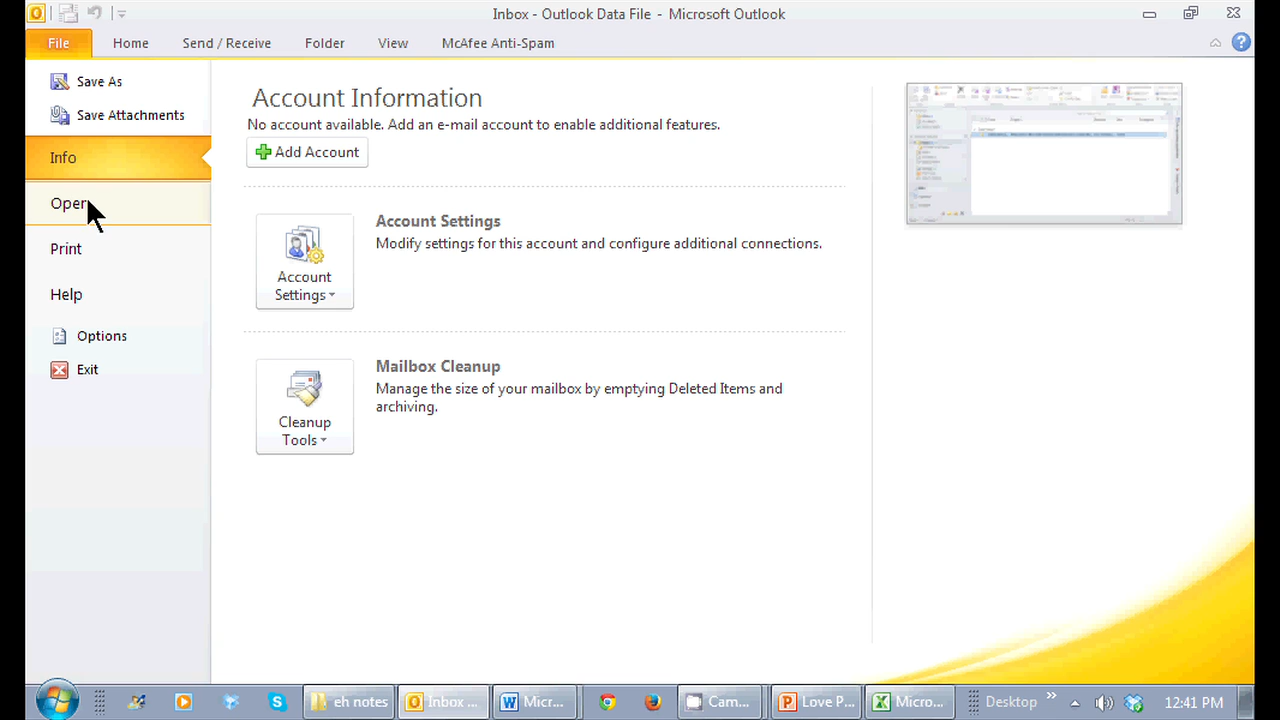 Inbox - Outlook Data File - Microsoft Outlook
File Home Send / Receive Folder View McAfee Anti-Spam
Save As
Save Attachments
Info
Open
Print
Help
Options
Exit
Account Information
No account available. Add an e-mail account to enable additional features.
Add Account
Account Settings
Modify settings for this account and configure additional connections.
Account
Settings
Mailbox Cleanup
Manage the size of your mailbox by emptying Deleted Items and
archiving.
Cleanup
Tools
eh notes Inbox ... Micr... Cam... Love P... Micro... Desktop 12:41 PM